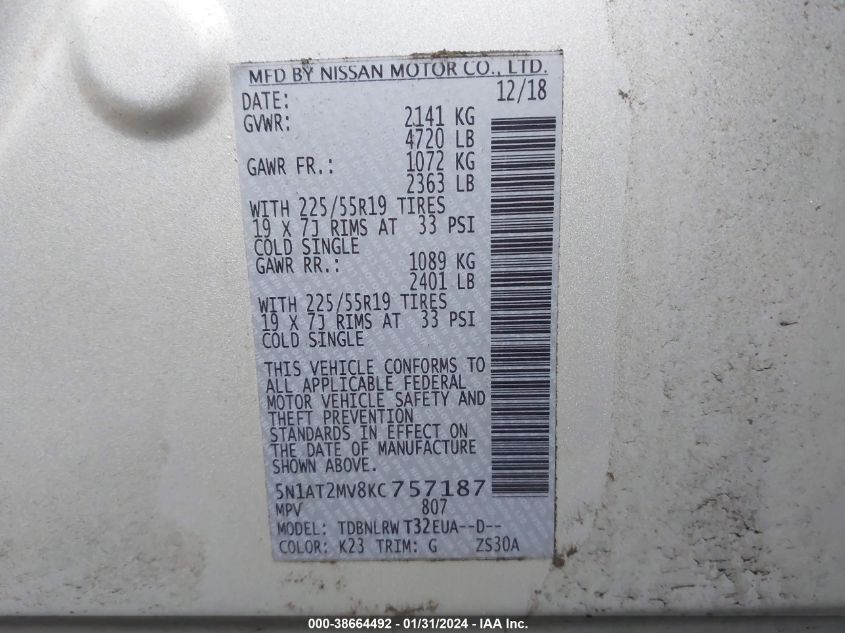 MFD BY NISSAN MOTOR CO., LTD.
DATE: 12/18
GVWR: 2141 KG
4720 LB
GAWR FR.: 1072 KG
2363 LB
WITH 225/55R19 TIRES
19 X 7J RIMS AT 33 PSI
COLD SINGLE
GAWR RR.: 1089 KG
2401 LB
WITH 225/55R19 TIRES
19 X 7J RIMS AT 33 PSI
COLD SINGLE
THIS VEHICLE CONFORMS TO
ALL APPLICABLE FEDERAL
MOTOR VEHICLE SAFETY AND
THEFT PREVENTION
STANDARDS IN EFFECT ON
THE DATE OF MANUFACTURE
SHOWN ABOVE.
5N1AT2MV8KC757187
MPV 807
MODEL: TDBNLRW T32EUA--D--
COLOR: K23 TRIM: G ZS30A
000-38664492 - 01/31/2024 - IAA Inc.